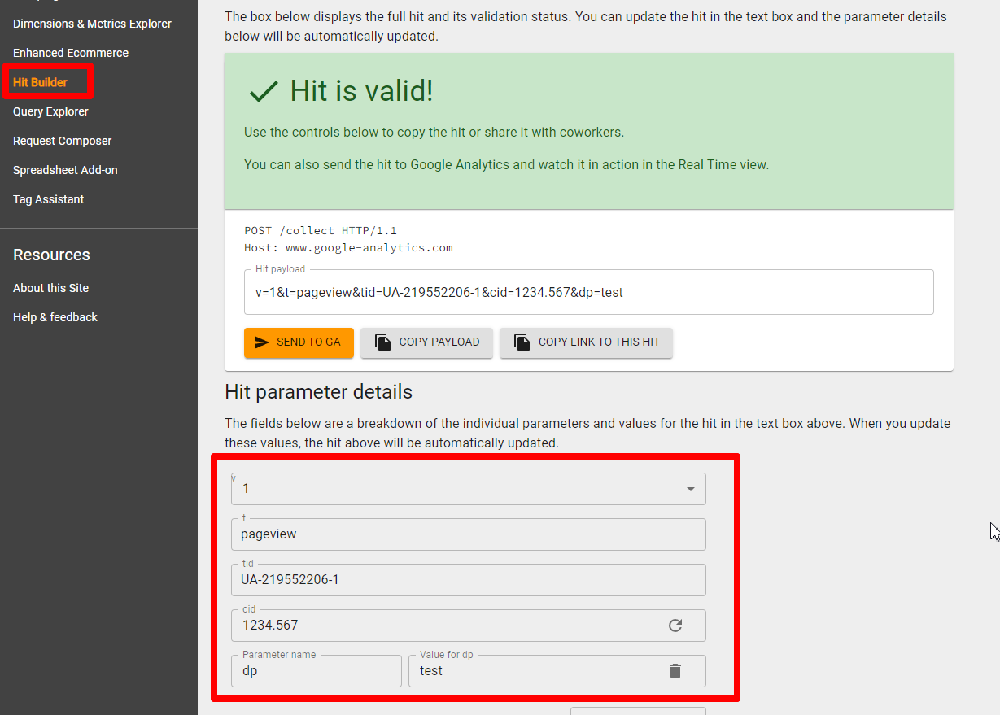 Dimensions & Metrics Explorer
Enhanced Ecommerce
Hit Builder
Query Explorer
Request Composer
Spreadsheet Add-on
Tag Assistant
Resources
About this Site
Help & feedback
The box below displays the full hit and its validation status. You can update the hit in the text box and the parameter details
below will be automatically updated.
Hit is valid!
Use the controls below to copy the hit or share it with coworkers.
You can also send the hit to Google Analytics and watch it in action in the Real Time view.
POST /collect HTTP/1.1
Host: www.google-analytics.com
Hit payload
v=1&t=pageview&tid=UA-219552206-1&cid=1234.567&dp=test
SEND TO GA
COPY PAYLOAD
COPY LINK TO THIS HIT
Hit parameter details
The fields below are a breakdown of the individual parameters and values for the hit in the text box above. When you update
these values, the hit above will be automatically updated.
v
1
t
pageview
tid
UA-219552206-1
cid
1234.567
Parameter name
dp
Value for dp
test